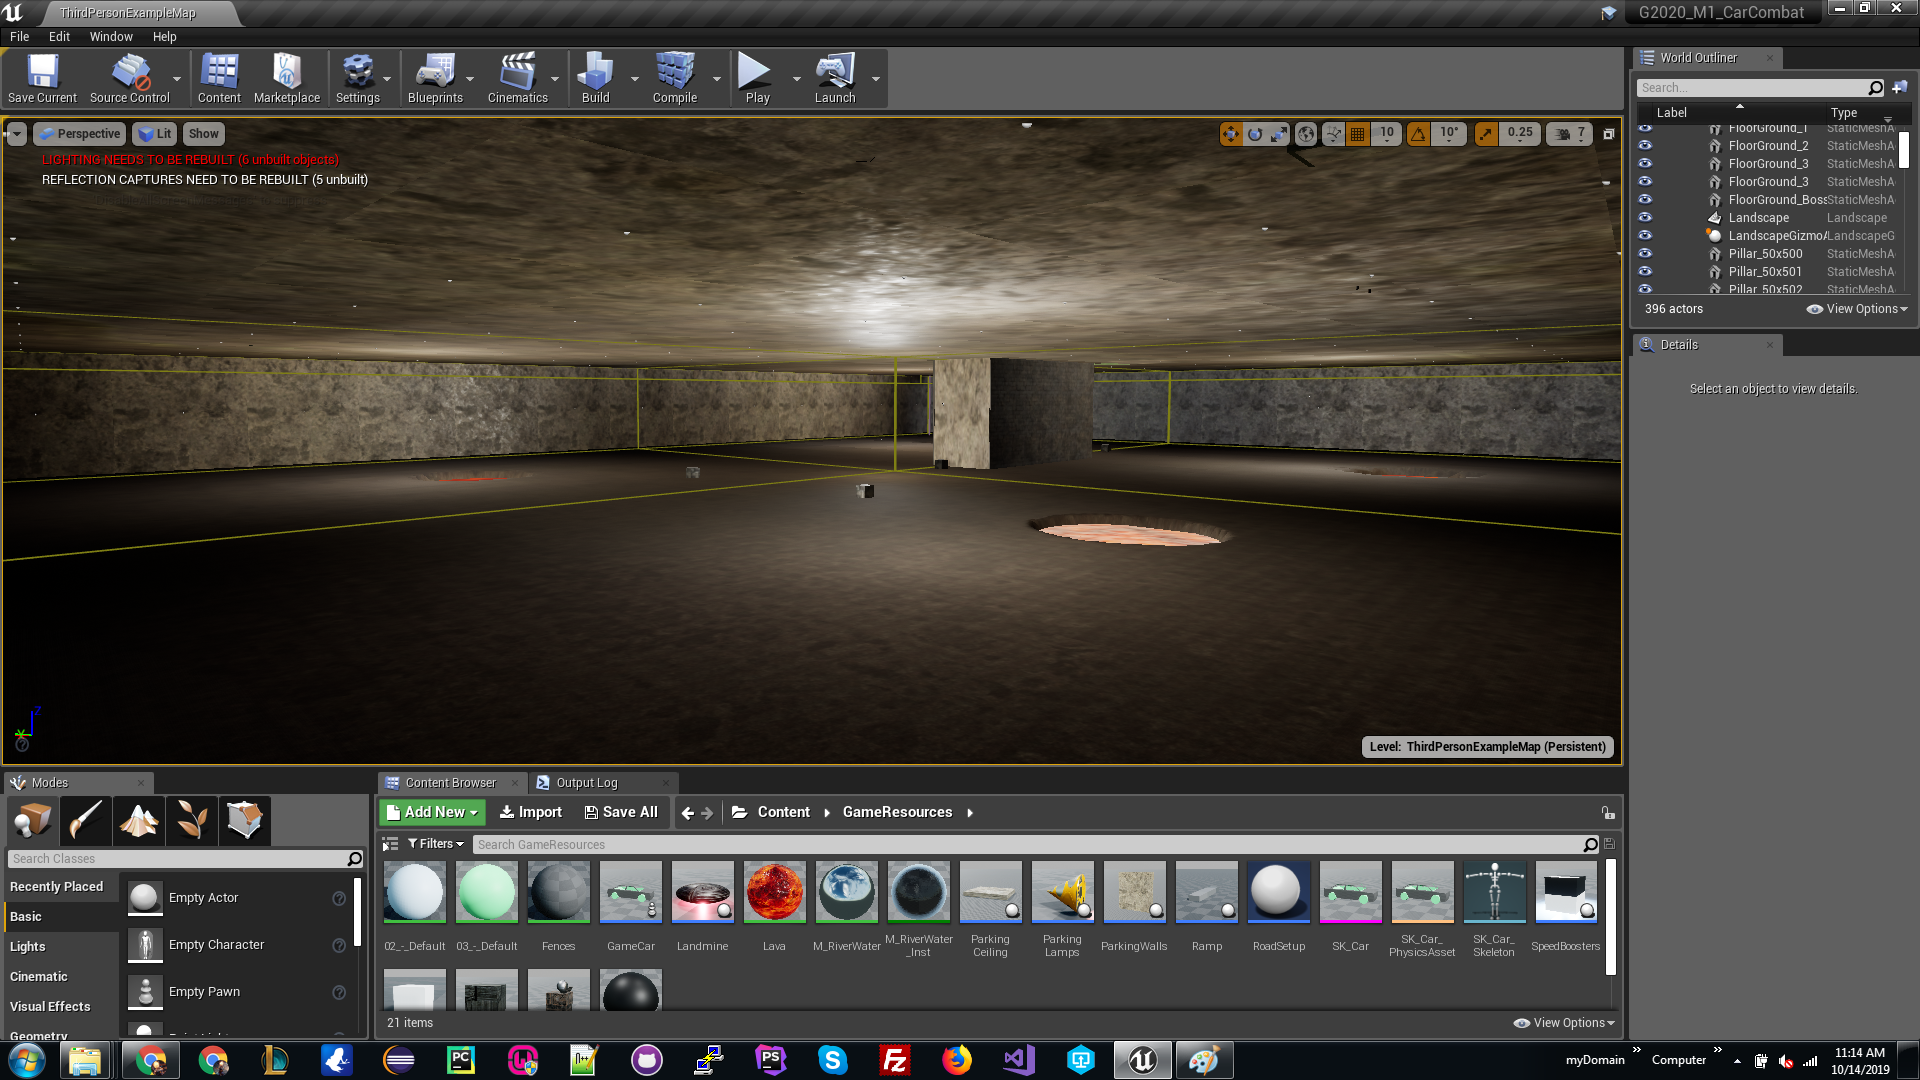 ThirdPersonExampleMap
G2020_M1_CarCombat
File Edit Window Help
Save Current
Source Control
Content
Marketplace
Settings
Blueprints
Cinematics
Build
Compile
Play
Launch
Perspective
Lit
Show
10
10°
0.25
7
LIGHTING NEEDS TO BE REBUILT (6 unbuilt objects)
REFLECTION CAPTURES NEED TO BE REBUILT (5 unbuilt)
Z
Level: ThirdPersonExampleMap (Persistent)
World Outliner
Search...
Label Type
FloorGround_1 StaticMeshA
FloorGround_2 StaticMeshA
FloorGround_3 StaticMeshA
FloorGround_3 StaticMeshA
FloorGround_Boss StaticMeshA
Landscape Landscape
LandscapeGizmoA LandscapeG
Pillar_50x500 StaticMeshA
Pillar_50x501 StaticMeshA
Pillar_50x502 StaticMeshA
396 actors
View Options
Details
Select an object to view details.
Modes
Search Classes
Recently Placed
Basic
Lights
Cinematic
Visual Effects
Geometry
Empty Actor
Empty Character
Empty Pawn
Content Browser
Output Log
Add New
Import
Save All
Content
GameResources
Filters
Search GameResources
02_-_Default
03_-_Default
Fences
GameCar
Landmine
Lava
M_RiverWater
M_RiverWater
_Inst
Parking
Ceiling
Parking
Lamps
ParkingWalls
Ramp
RoadSetup
SK_Car
SK_Car_
PhysicsAsset
SK_Car_
Skeleton
SpeedBoosters
21 items
View Options
myDomain
Computer
11:14 AM
10/14/2019